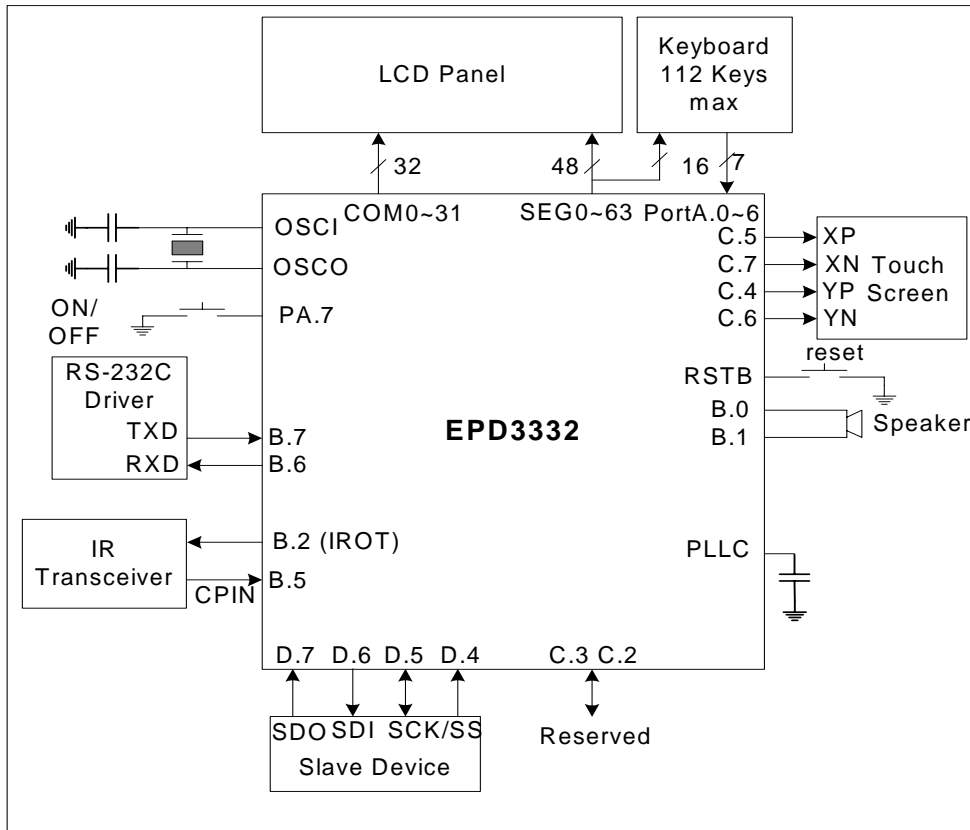 LCD Panel
Keyboard
112 Keys
max
32
48
16
7
COM0~31
SEG0~63
PortA.0~6
OSCI
OSCO
ON/
OFF
PA.7
C.5
C.7
C.4
C.6
XP
XN
YP
YN
Touch
Screen
RS-232C
Driver
TXD
RXD
B.7
B.6
EPD3332
RSTB
reset
B.0
B.1
Speaker
IR
Transceiver
B.2 (IROT)
B.5
CPIN
PLLC
D.7
D.6
D.5
D.4
C.3 C.2
SDO
SDI
SCK/SS
Slave Device
Reserved